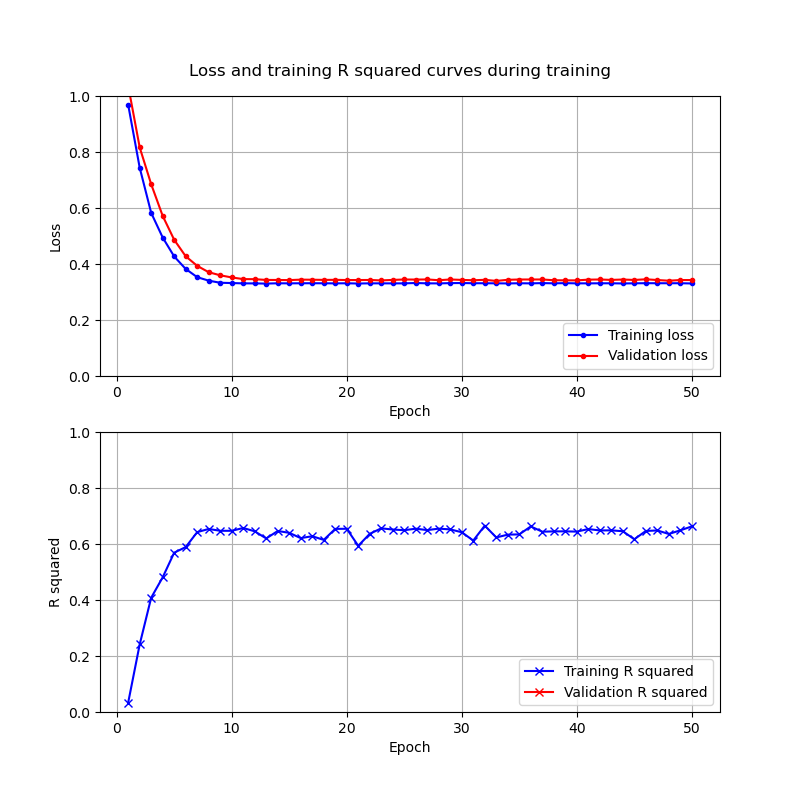 Loss and training R squared curves during training
1.0
0.8
0.6
0.4
0.2
0.0
Loss
Training loss
Validation loss
0 10 20 30 40 50
Epoch
1.0
0.8
0.6
0.4
0.2
0.0
R squared
Training R squared
Validation R squared
0 10 20 30 40 50
Epoch